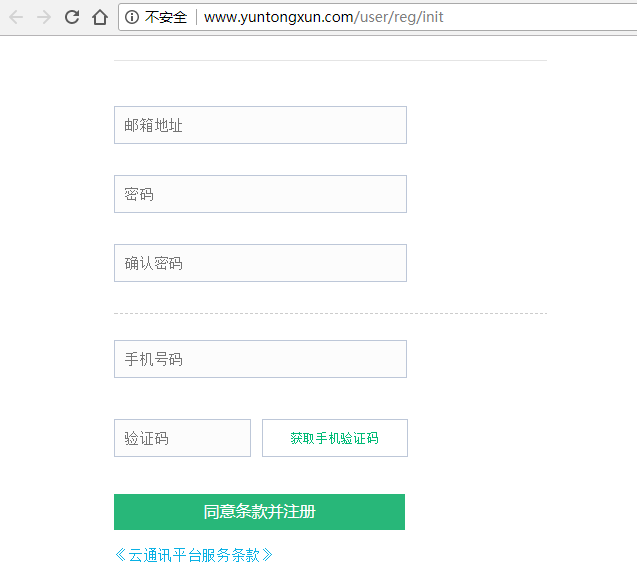 不安全 www.yuntongxun.com/user/reg/init
邮箱地址
密码
确认密码
手机号码
验证码 获取手机验证码
同意条款并注册
《云通讯平台服务条款》